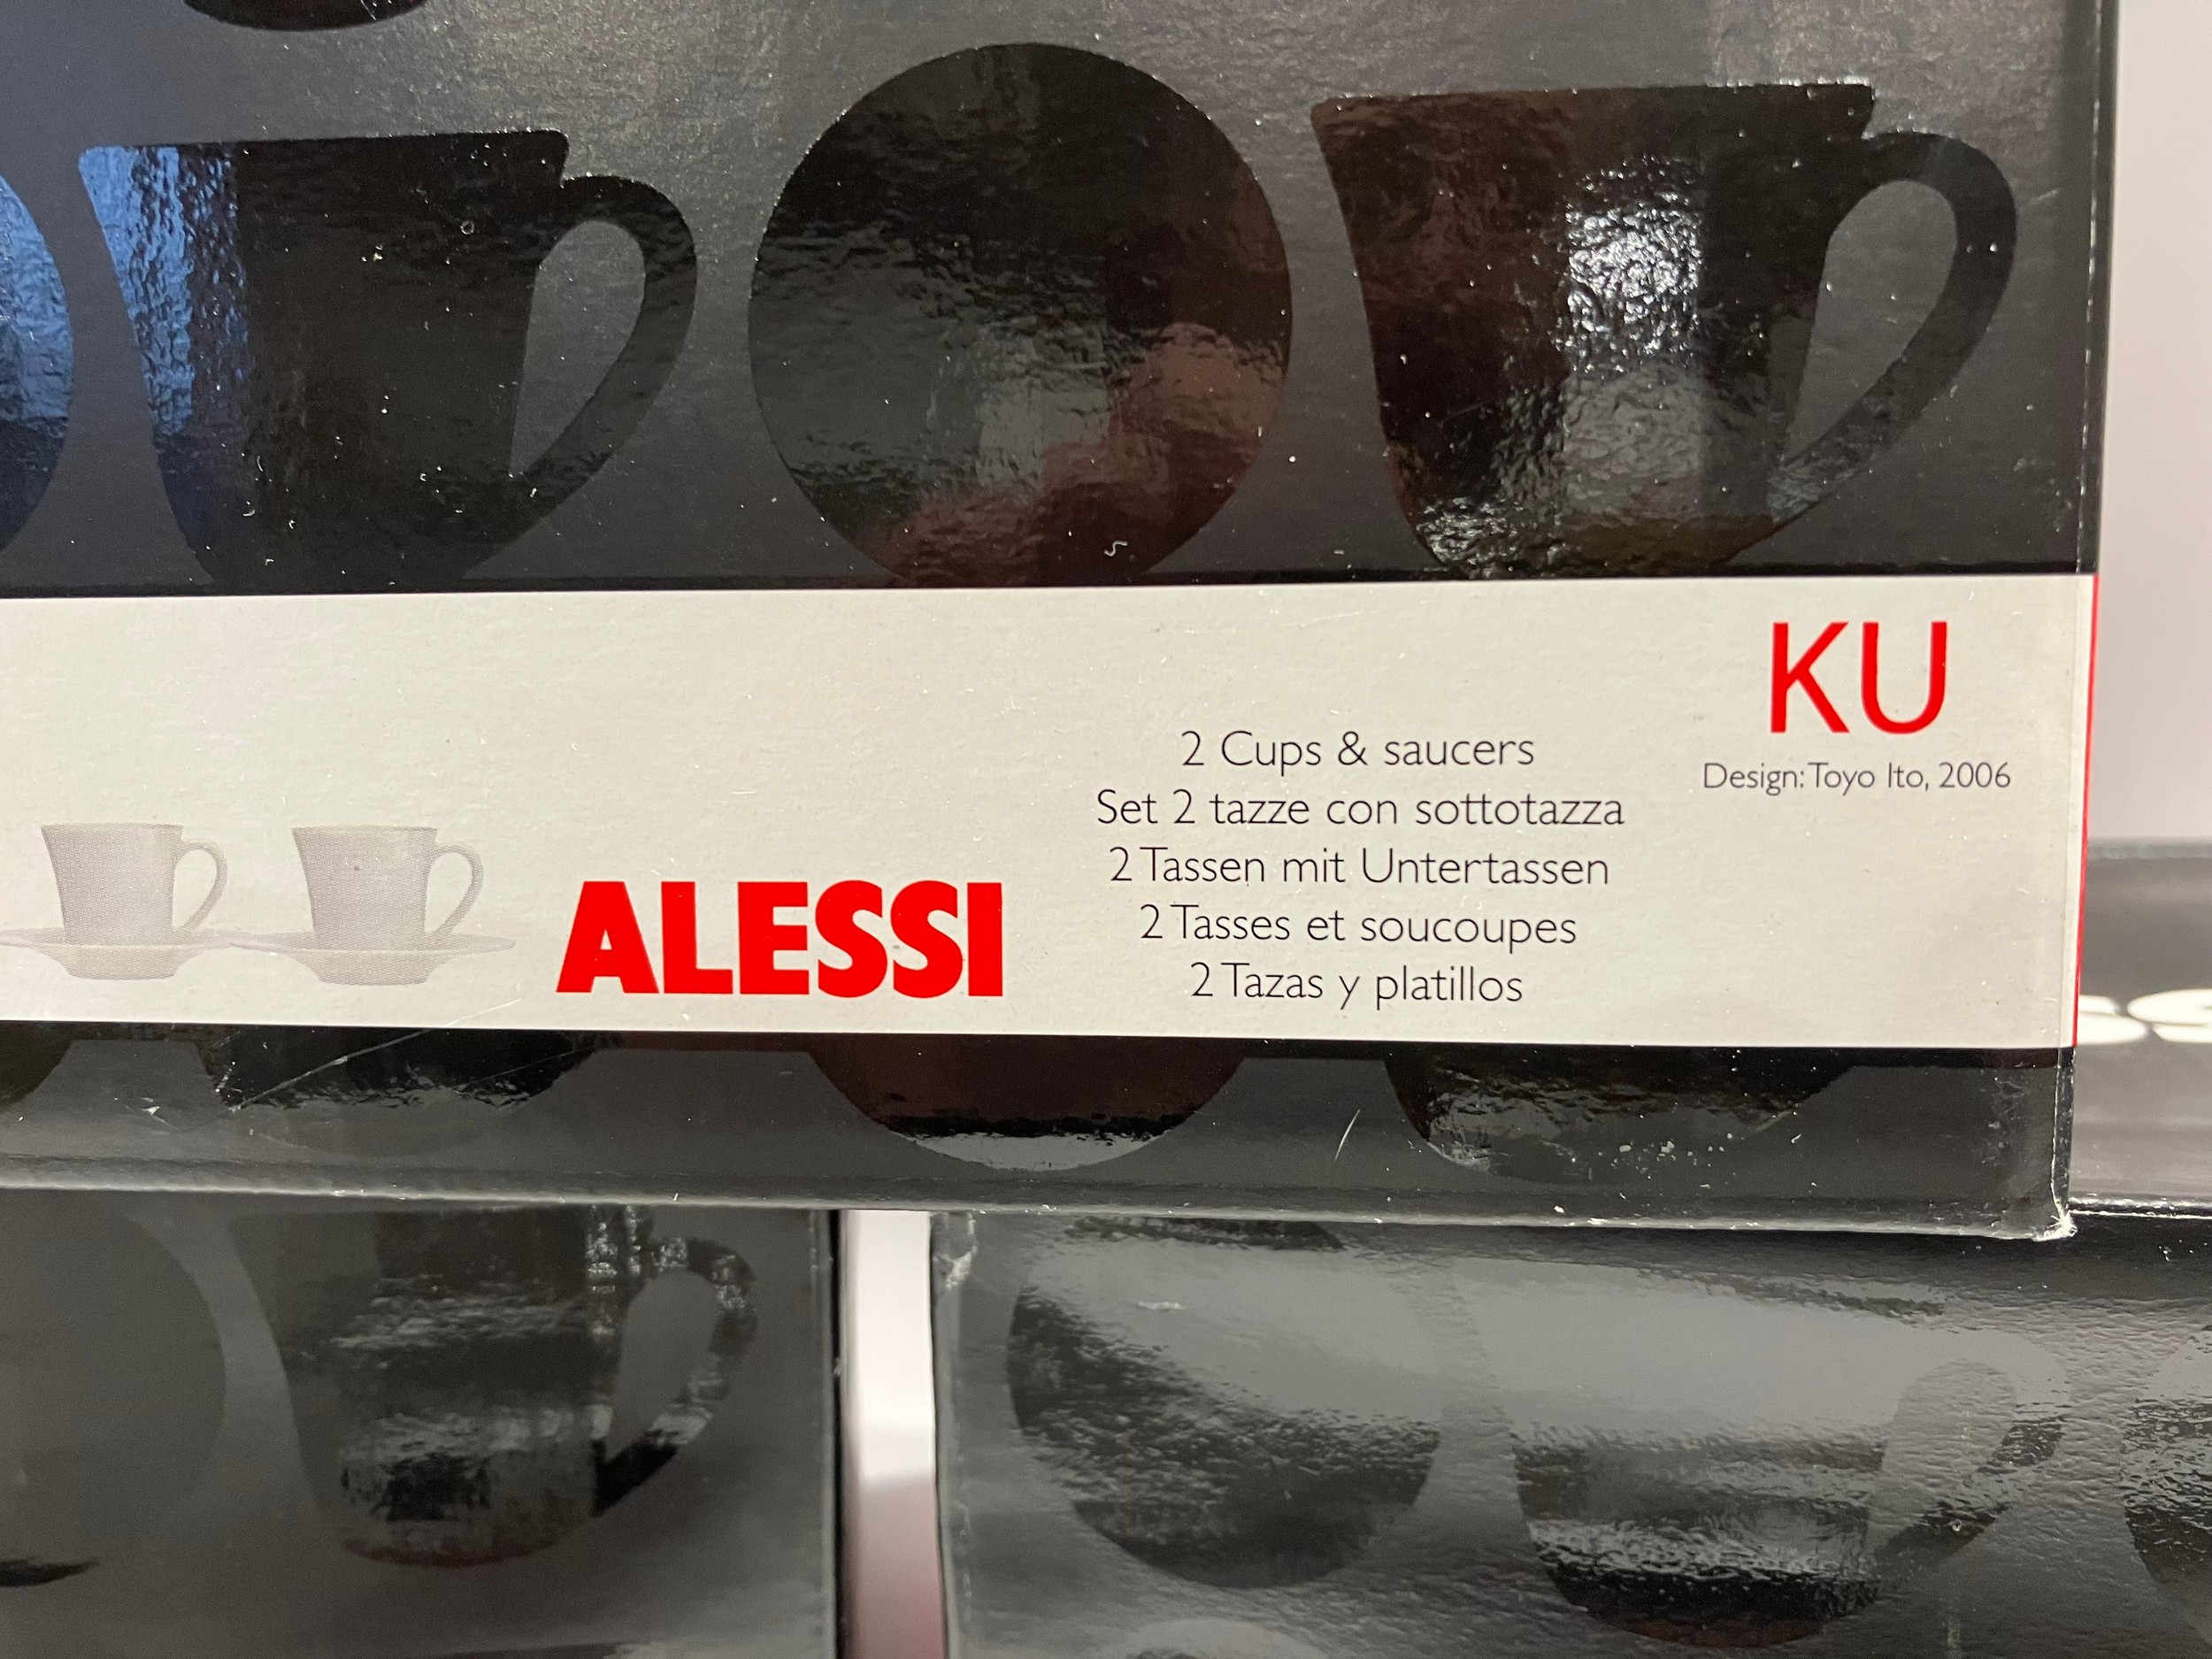 KU
Design: Toyo Ito, 2006
2 Cups & saucers
Set 2 tazze con sottotazza
2 Tassen mit Untertassen
2 Tasses et soucoupes
2 Tazas y platillos
ALESSI